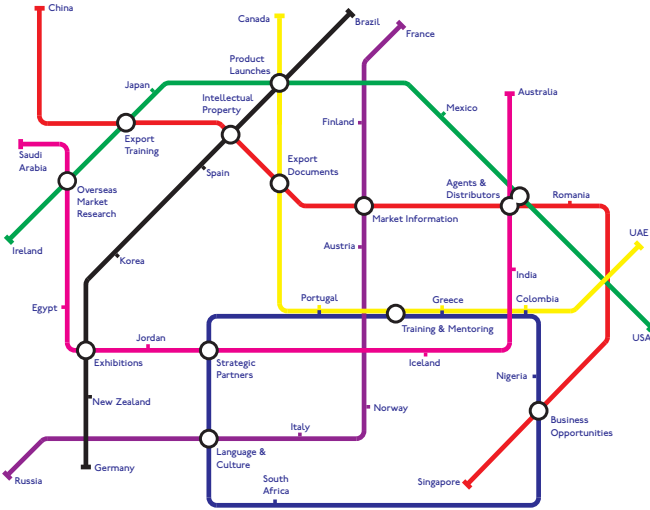 China
Canada
Brazil
France
Product
Launches
Japan
Intellectual
Property
Australia
Mexico
Finland
Export
Training
Saudi
Arabia
Spain
Export
Documents
Overseas
Market
Research
Agents &
Distributors
Romania
Market Information
Ireland
Korea
Austria
UAE
India
Egypt
Portugal
Greece
Colombia
Training & Mentoring
USA
Jordan
Exhibitions
Strategic
Partners
Iceland
Nigeria
New Zealand
Norway
Italy
Business
Opportunities
Language &
Culture
Germany
Russia
South
Africa
Singapore